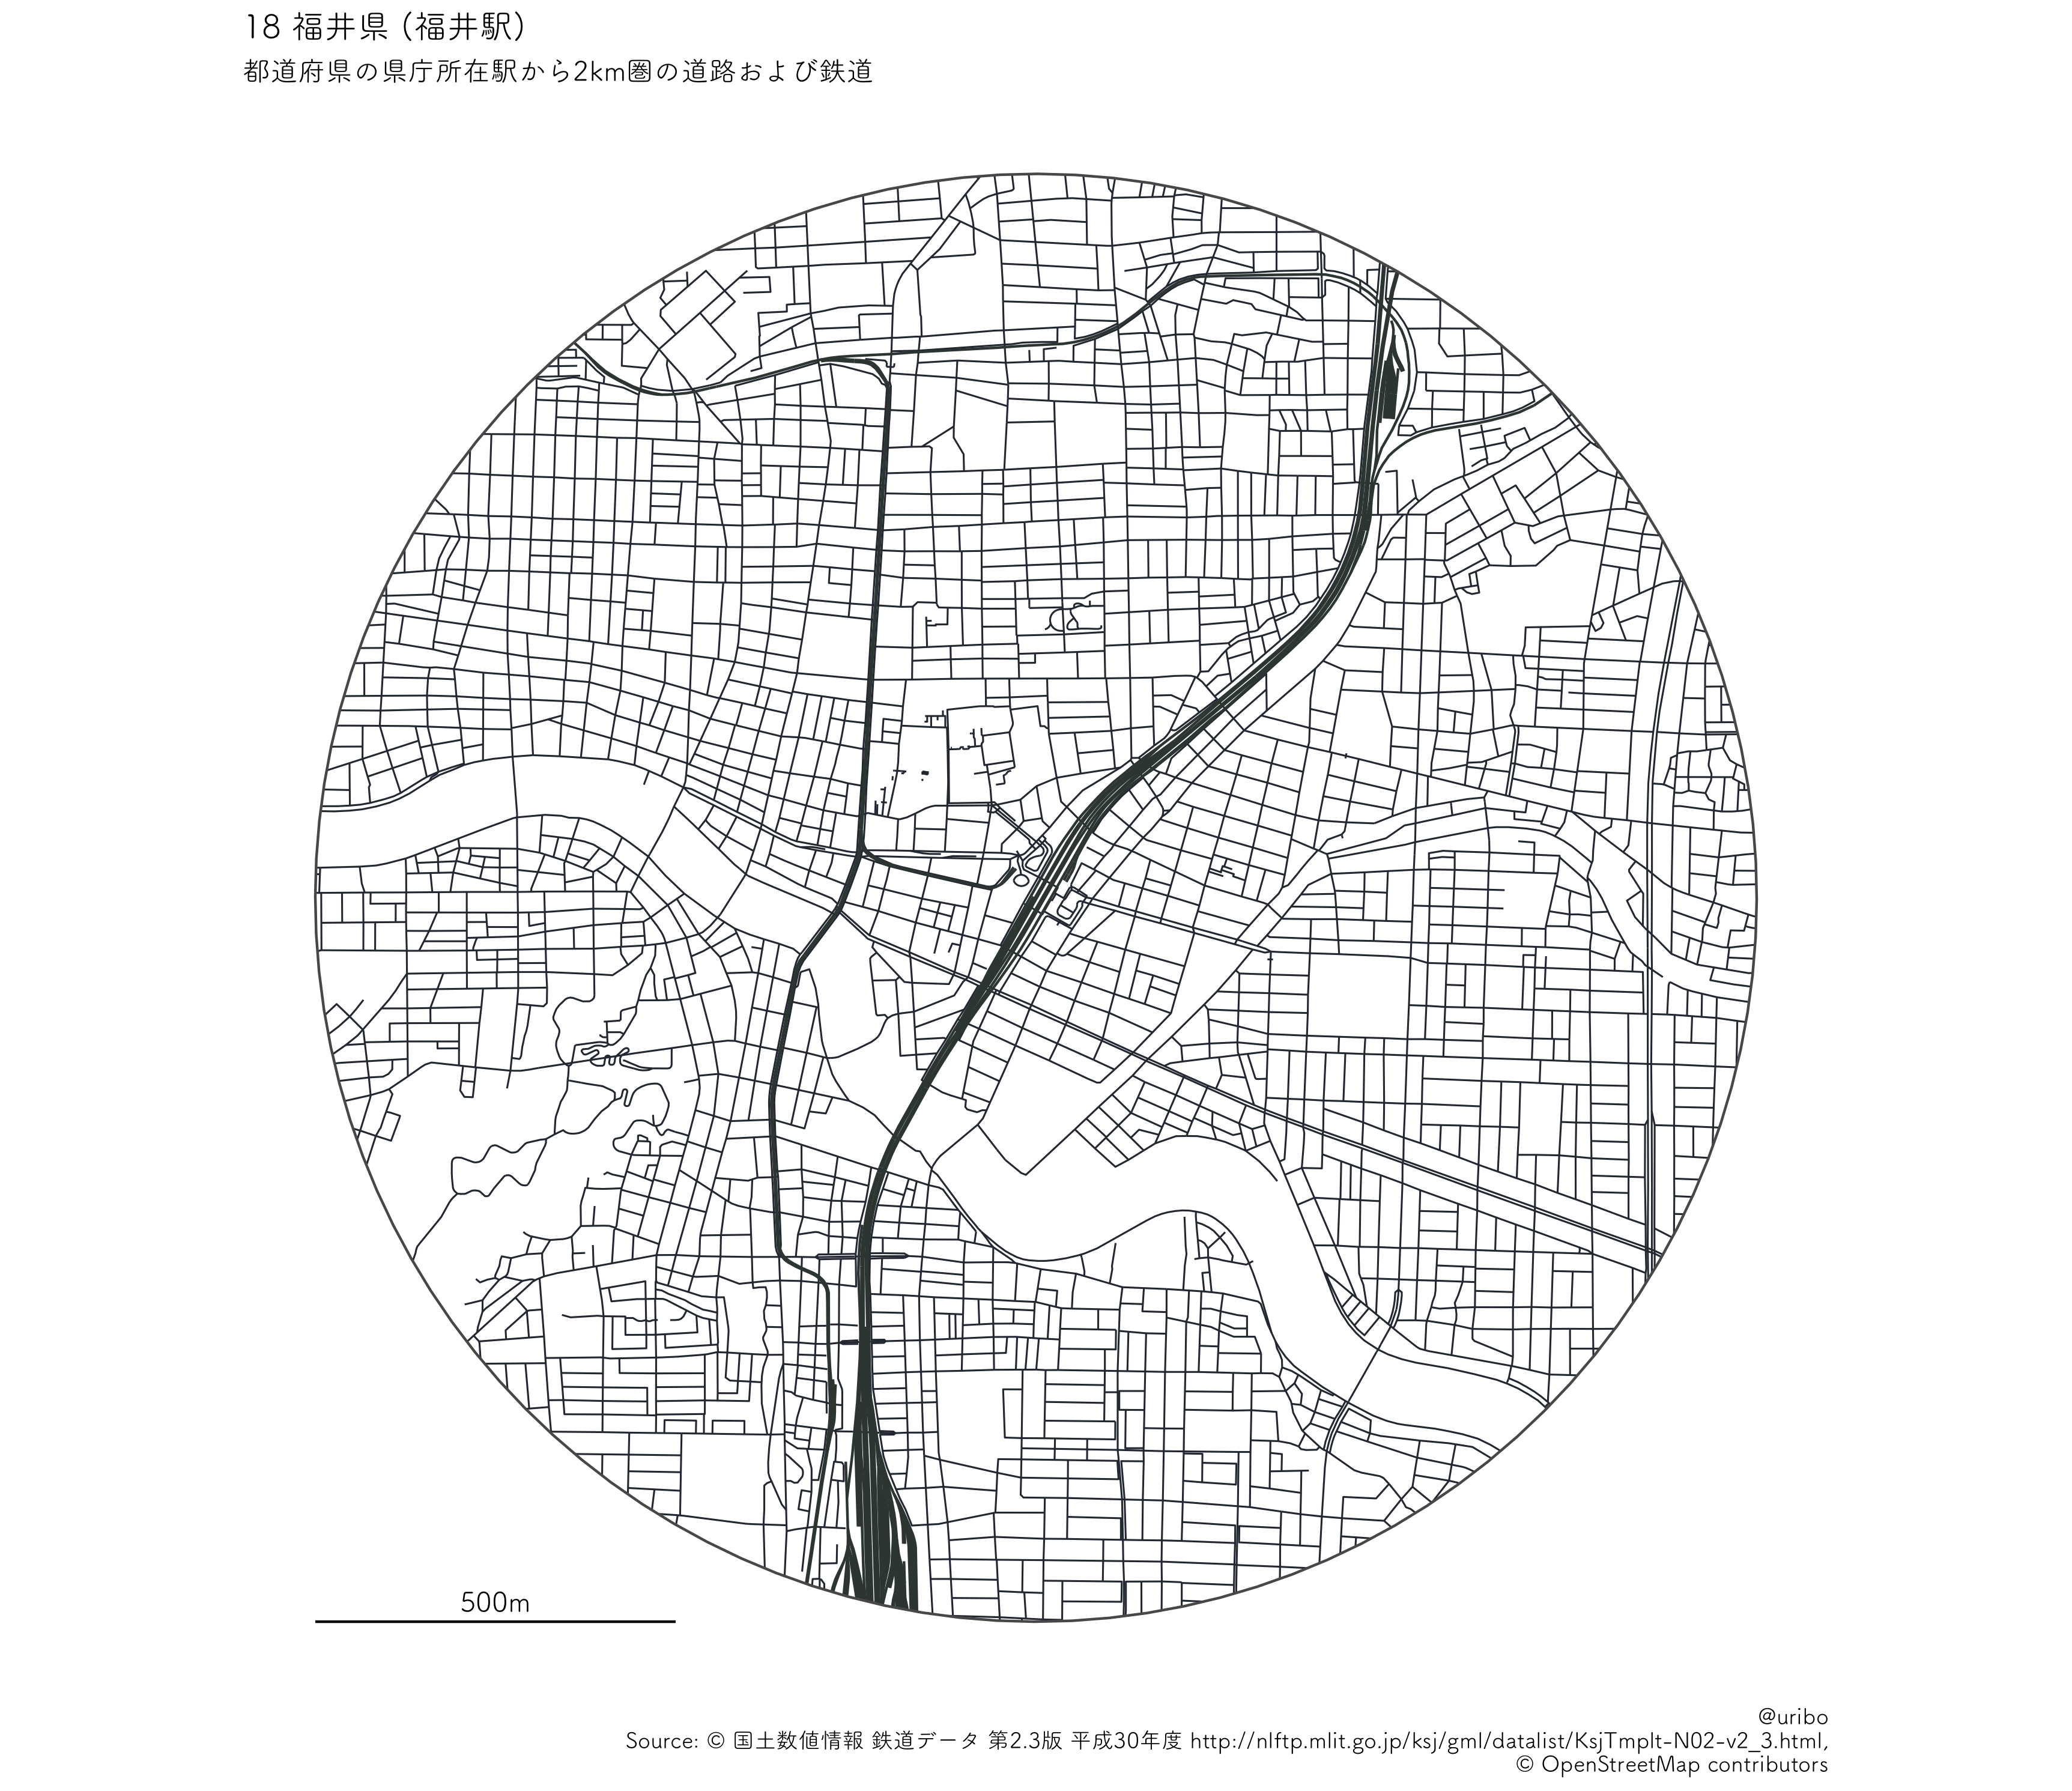 18 福井県 (福井駅)
都道府県の県庁所在駅から2km圏の道路および鉄道
500m
@uribo
Source: © 国土数値情報 鉄道データ 第2.3版 平成30年度 http://nlftp.mlit.go.jp/ksj/gml/datalist/KsjTmplt-N02-v2_3.html,
© OpenStreetMap contributors